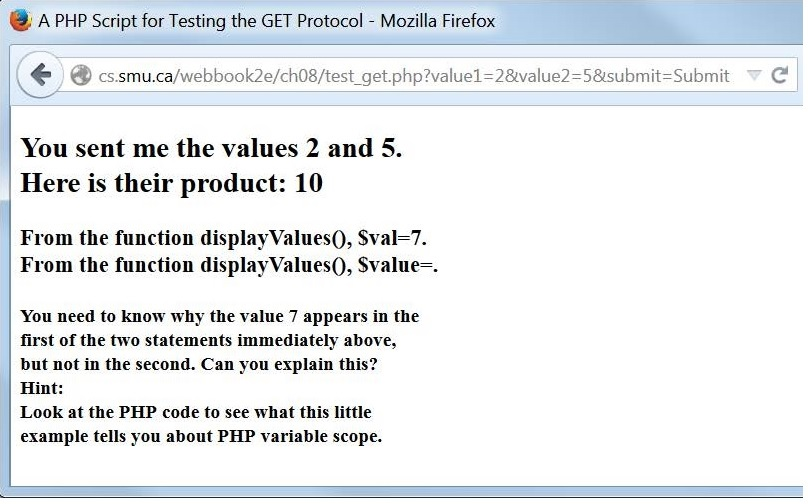 A PHP Script for Testing the GET Protocol - Mozilla Firefox
cs.smu.ca/webbook2e/ch08/test_get.php?value1=2&value2=5&submit=Submit
You sent me the values 2 and 5.
Here is their product: 10
From the function displayValues(), $val=7.
From the function displayValues(), $value=.
You need to know why the value 7 appears in the
first of the two statements immediately above,
but not in the second. Can you explain this?
Hint:
Look at the PHP code to see what this little
example tells you about PHP variable scope.